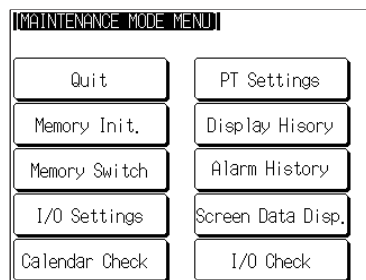 [MAINTENANCE MODE MENU]
Quit
PT Settings
Memory Init.
Display Hisory
Memory Switch
Alarm History
I/O Settings
Screen Data Disp.
Calendar Check
I/O Check